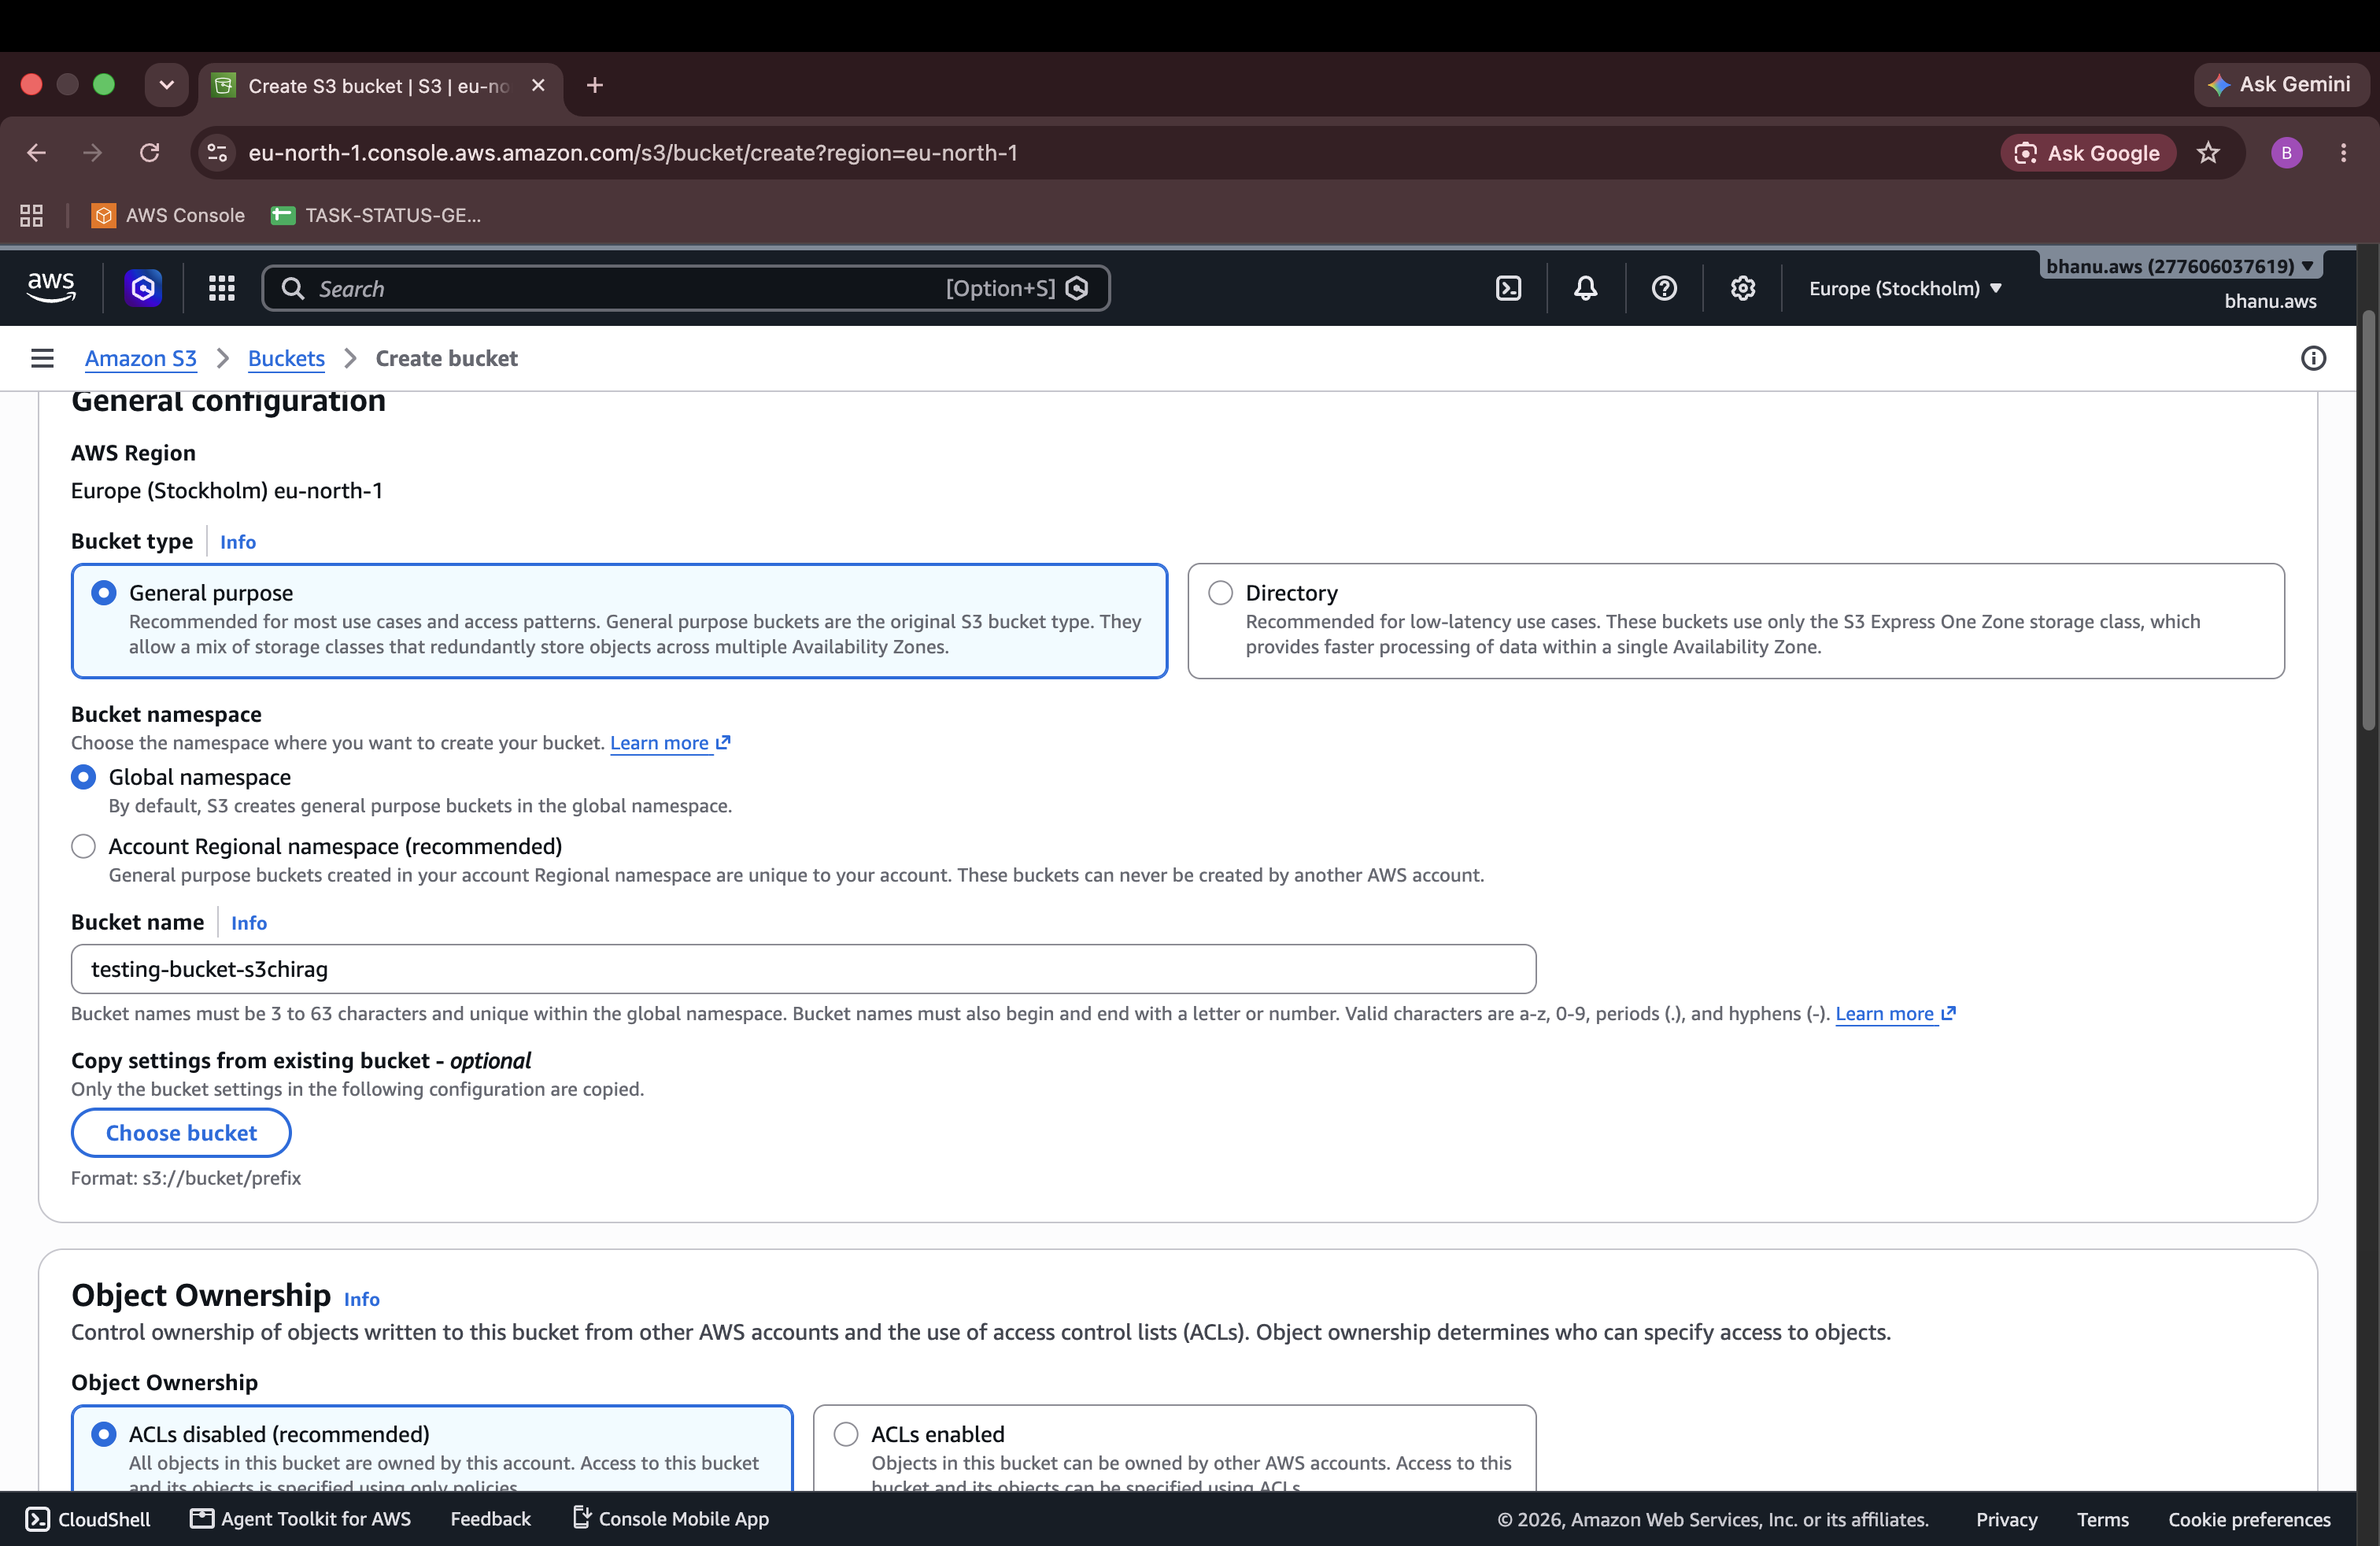 Create S3 bucket | S3 | eu-no
Ask Gemini
eu-north-1.console.aws.amazon.com/s3/bucket/create?region=eu-north-1
Ask Google
B
AWS Console
TASK-STATUS-GE...
aws
Search
[Option+S]
Europe (Stockholm)
bhanu.aws (277606037619)
bhanu.aws
Amazon S3 > Buckets > Create bucket
General configuration
AWS Region
Europe (Stockholm) eu-north-1
Bucket type
Info
General purpose
Recommended for most use cases and access patterns. General purpose buckets are the original S3 bucket type. They
allow a mix of storage classes that redundantly store objects across multiple Availability Zones.
Directory
Recommended for low-latency use cases. These buckets use only the S3 Express One Zone storage class, which
provides faster processing of data within a single Availability Zone.
Bucket namespace
Choose the namespace where you want to create your bucket. Learn more
Global namespace
By default, S3 creates general purpose buckets in the global namespace.
Account Regional namespace (recommended)
General purpose buckets created in your account Regional namespace are unique to your account. These buckets can never be created by another AWS account.
Bucket name
Info
testing-bucket-s3chirag
Bucket names must be 3 to 63 characters and unique within the global namespace. Bucket names must also begin and end with a letter or number. Valid characters are a-z, 0-9, periods (.), and hyphens (-). Learn more
Copy settings from existing bucket - optional
Only the bucket settings in the following configuration are copied.
Choose bucket
Format: s3://bucket/prefix
Object Ownership Info
Control ownership of objects written to this bucket from other AWS accounts and the use of access control lists (ACLs). Object ownership determines who can specify access to objects.
Object Ownership
ACLs disabled (recommended)
All objects in this bucket are owned by this account. Access to this bucket
and its objects is specified using only policies.
ACLs enabled
Objects in this bucket can be owned by other AWS accounts. Access to this
bucket and its objects can be specified using ACLs.
CloudShell
Agent Toolkit for AWS
Feedback
Console Mobile App
© 2026, Amazon Web Services, Inc. or its affiliates.
Privacy
Terms
Cookie preferences